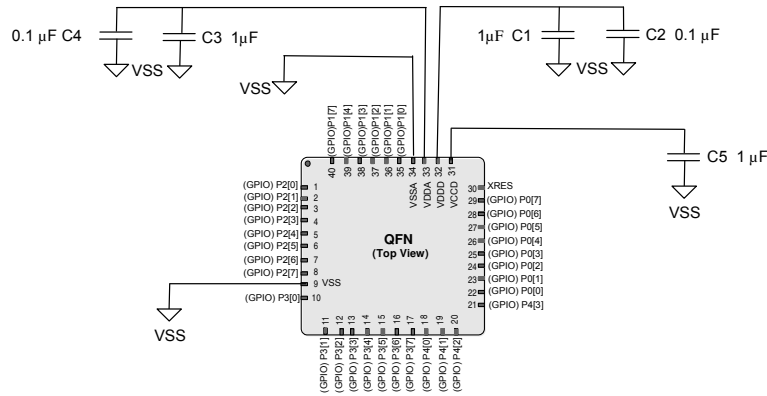 0.1 µF C4
C3 1µF
1µF C1
C2 0.1 µF
VSS
VSS
VSS
C5 1 µF
VSS
(GPIO)P1[7]
(GPIO)P1[4]
(GPIO)P1[3]
(GPIO)P1[2]
(GPIO)P1[1]
(GPIO)P1[0]
40
39
38
37
36
35
34
33
32
31
VSSA
VDDA
VDDD
VCCD
(GPIO) P2[0] 1
(GPIO) P2[1] 2
(GPIO) P2[2] 3
(GPIO) P2[3] 4
(GPIO) P2[4] 5
(GPIO) P2[5] 6
(GPIO) P2[6] 7
(GPIO) P2[7] 8
9 VSS
(GPIO) P3[0] 10
VSS
QFN
(Top View)
30 XRES
29 (GPIO) P0[7]
28 (GPIO) P0[6]
27 (GPIO) P0[5]
26 (GPIO) P0[4]
25 (GPIO) P0[3]
24 (GPIO) P0[2]
23 (GPIO) P0[1]
22 (GPIO) P0[0]
21 (GPIO) P4[3]
11
12
13
14
15
16
17
18
19
20
(GPIO) P3[1]
(GPIO) P3[2]
(GPIO) P3[3]
(GPIO) P3[4]
(GPIO) P3[5]
(GPIO) P3[6]
(GPIO) P3[7]
(GPIO) P4[0]
(GPIO) P4[1]
(GPIO) P4[2]